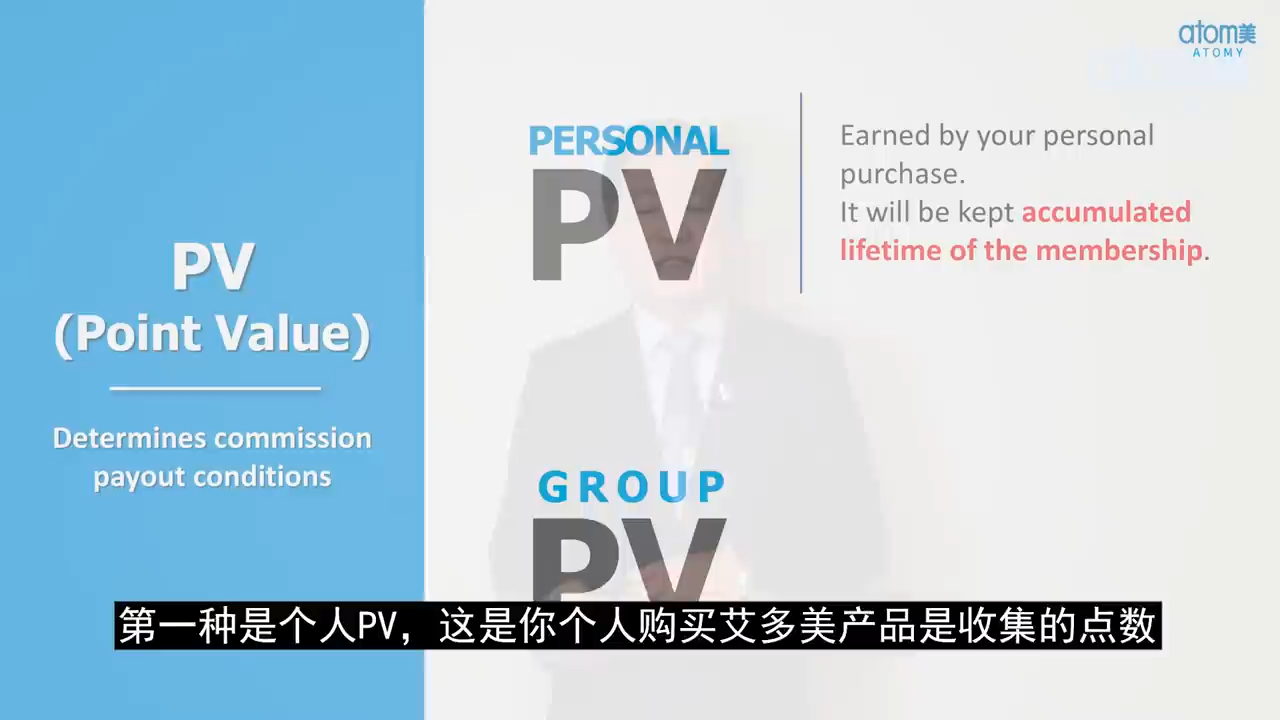 atom美
ATOMY
PV
(Point Value)
Determines commission
payout conditions
PERSONAL
PV
Earned by your personal
purchase.
It will be kept accumulated
lifetime of the membership.
GROUP
PV
第一种是个人PV，这是你个人购买艾多美产品是收集的点数